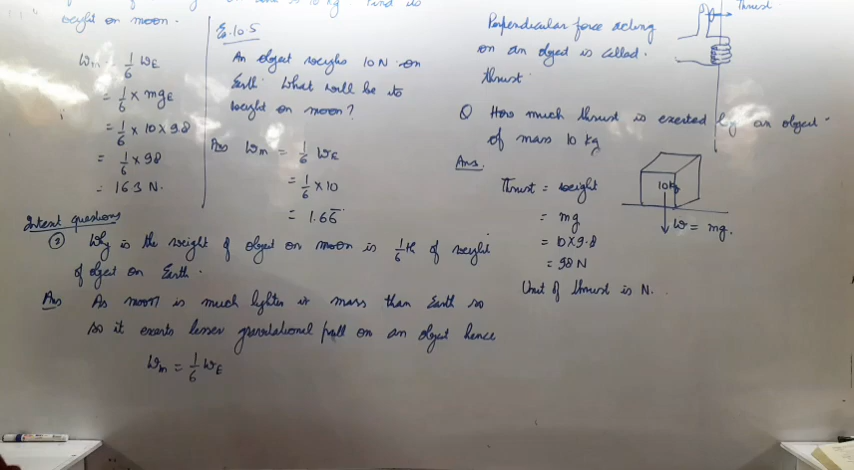 is 10 kg. Find its
weight on moon.
Wm = 1/6 WE
= 1/6 × mgE
= 1/6 × 10 × 9.8
= 1/6 × 98
= 163 N.
E.10.5
An object weighs 10 N on
Earth. What will be its
weight on moon?
Ans Wm = 1/6 WE
= 1/6 × 10
= 1.66
Intext questions
② Why is the weight of object on moon is 1/6th of weight
of object on Earth.
Ans As moon is much lighter in mass than Earth so
so it exerts lesser gravitational pull on an object hence
Wm = 1/6 WE
Thrust
Perpendicular force acting
on an object is called.
thrust
Q How much thrust is exerted by an object
of mass 10 kg
Ans.
Thrust = weight
= mg
= 10×9.8
= 98 N
Unit of thrust is N.
10kg
W = mg.